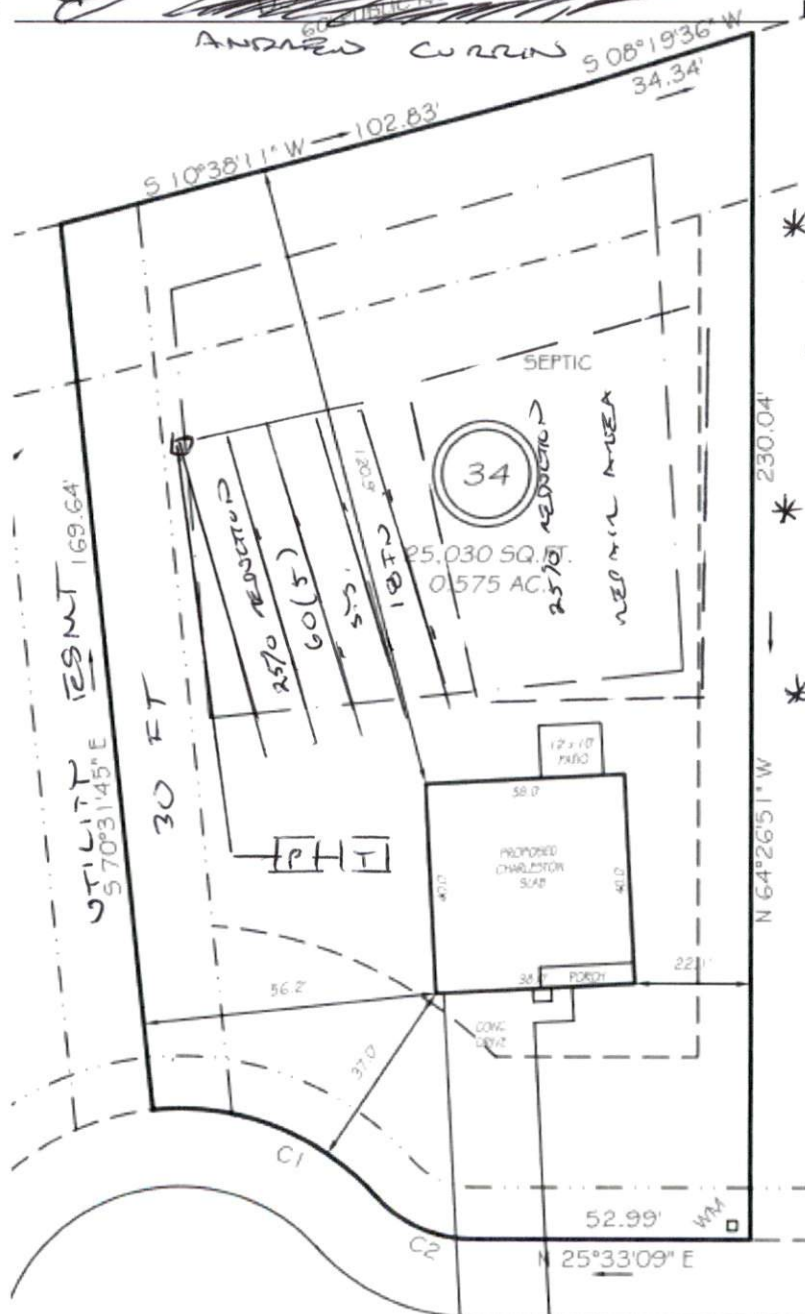 ANDREW CURRIN
S 08°19'36" W
34.34'
S 10°38'11" W
102.83'
SEPTIC
34
25,030 SQ.FT.
0.575 AC.
25% REDUCTION
REPAIR AREA
120.9
25% REDUCTION
60(5)
S.S.
18 IN
230.04'
N 64°26'51" W
UTILITY ESMT
169.64'
S 70°31'45" E
30 FT
12 x 10
PATIO
38.0'
PROPOSED
CHARLESTON
SLAB
40.0
40.0
38.0'
PORCH
P
T
56.2'
37.0'
22.1'
CONC
DRIVE
C1
C2
52.99'
WM
N 25°33'09" E